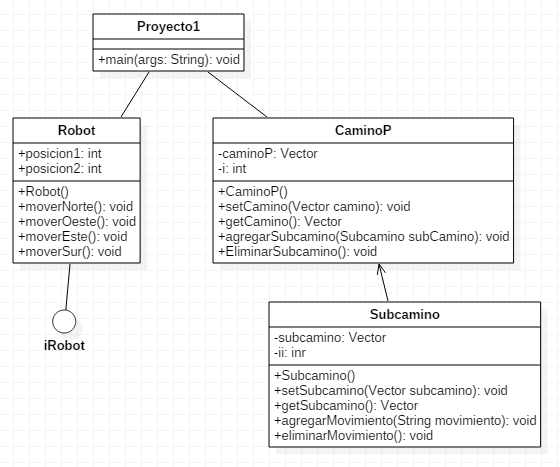 Proyecto1
+main(args: String): void
Robot
+posicion1: int
+posicion2: int
+Robot()
+moverNorte(): void
+moverOeste(): void
+moverEste(): void
+moverSur(): void
iRobot
CaminoP
-caminoP: Vector
-i: int
+CaminoP()
+setCamino(Vector camino): void
+getCamino(): Vector
+agregarSubcamino(Subcamino subCamino): void
+EliminarSubcamino(): void
Subcamino
-subcamino: Vector
-ii: inr
+Subcamino()
+setSubcamino(Vector subcamino): void
+getSubcamino(): Vector
+agregarMovimiento(String movimiento): void
+eliminarMovimiento(): void